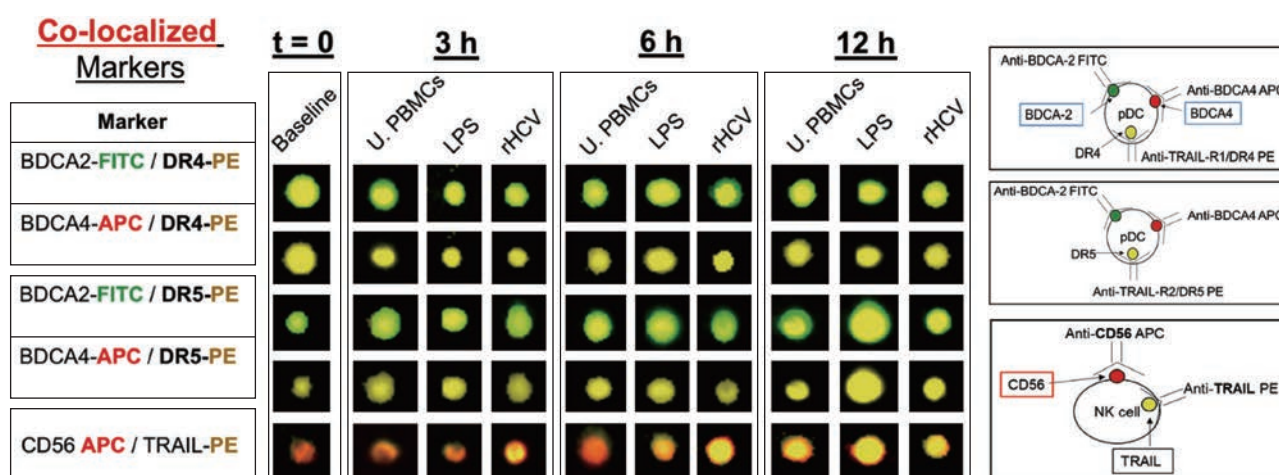 Co-localized
Markers
Marker
BDCA2-FITC / DR4-PE
BDCA4-APC / DR4-PE
BDCA2-FITC / DR5-PE
BDCA4-APC / DR5-PE
CD56 APC / TRAIL-PE
t = 0
3 h
6 h
12 h
Baseline
U. PBMCs
LPS
rHCV
U. PBMCs
LPS
rHCV
U. PBMCs
LPS
rHCV
Anti-BDCA-2 FITC
Anti-BDCA4 APC
BDCA-2
pDC
BDCA4
DR4
Anti-TRAIL-R1/DR4 PE
Anti-BDCA-2 FITC
Anti-BDCA4 APC
pDC
DR5
Anti-TRAIL-R2/DR5 PE
Anti-CD56 APC
CD56
Anti-TRAIL PE
NK cell
TRAIL